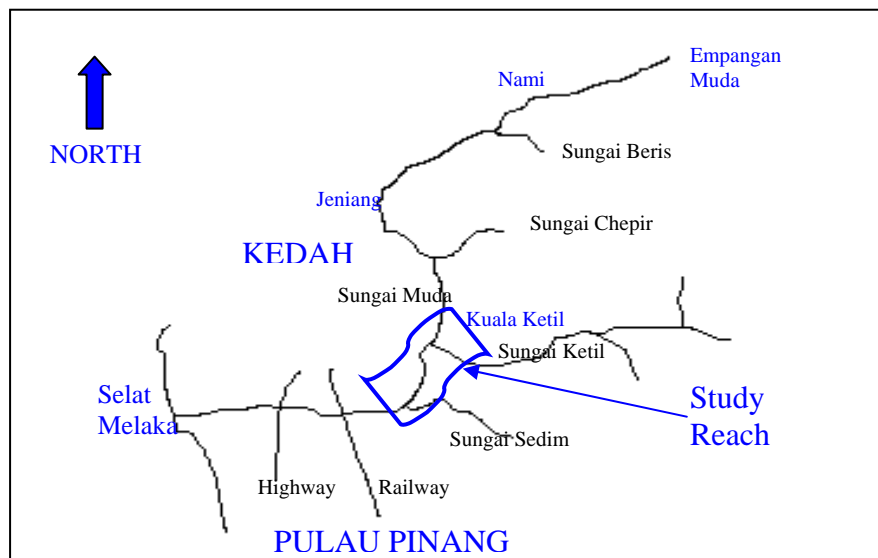 Empangan
Muda
Nami
NORTH
Sungai Beris
Jeniang
Sungai Chepir
KEDAH
Sungai Muda
Kuala Ketil
Sungai Ketil
Selat
Melaka
Study
Reach
Sungai Sedim
Highway
Railway
PULAU PINANG